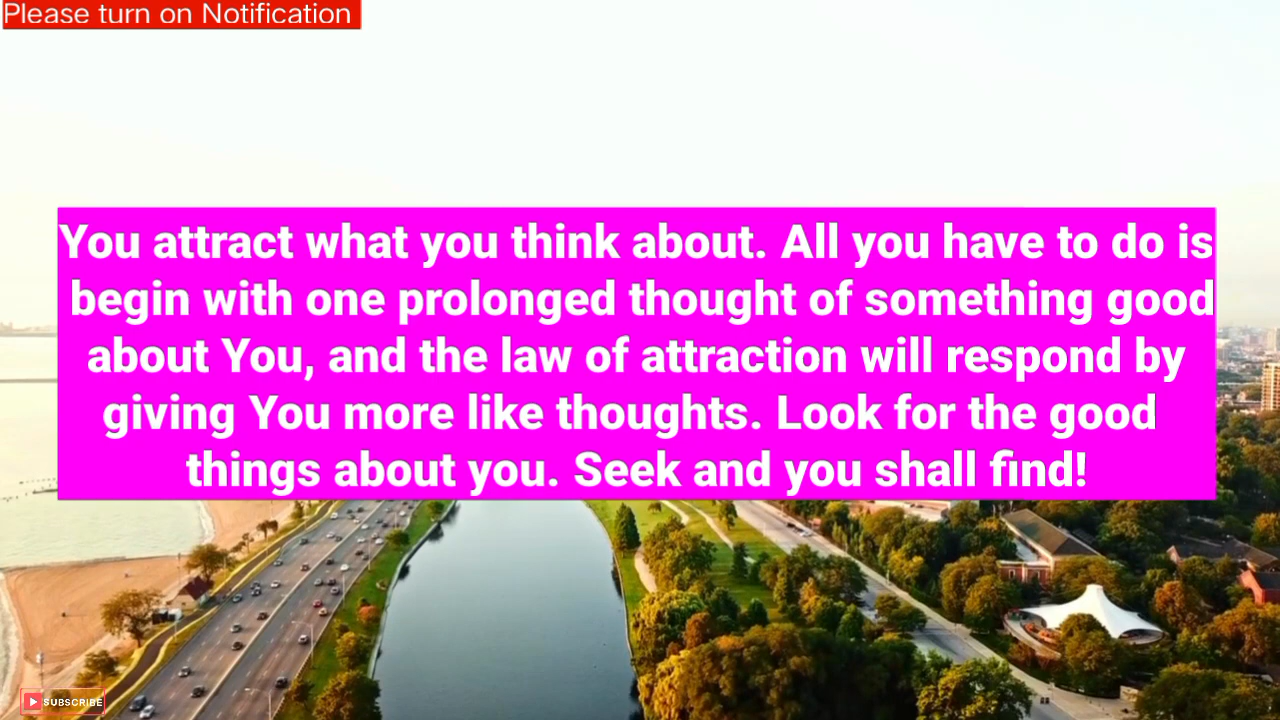 Please turn on Notification
You attract what you think about. All you have to do is
begin with one prolonged thought of something good
about You, and the law of attraction will respond by
giving You more like thoughts. Look for the good
things about you. Seek and you shall find!
SUBSCRIBE